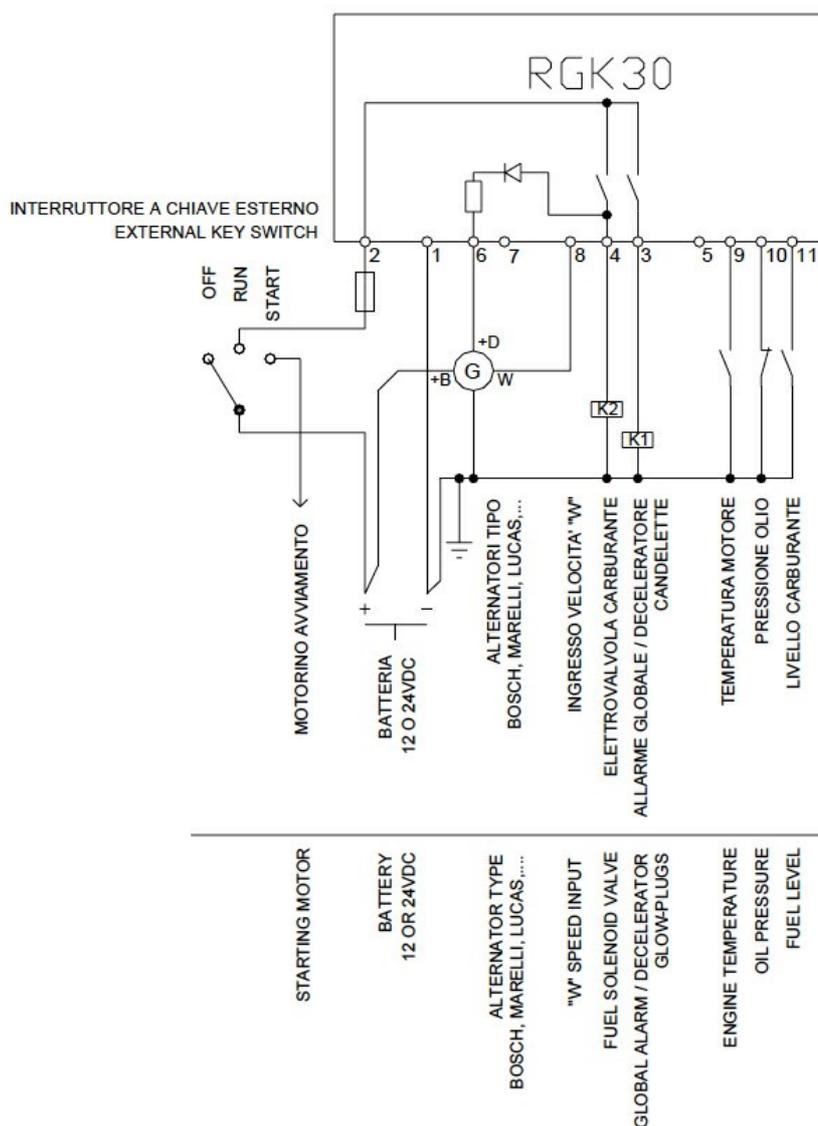 RGK30
INTERRUTTORE A CHIAVE ESTERNO
EXTERNAL KEY SWITCH
2
1
6
7
8
4
3
5
9
10
11
OFF
RUN
START
+D
+B
G
W
K2
K1
+
-
MOTORINO AVVIAMENTO
BATTERIA
12 O 24VDC
ALTERNATORI TIPO
BOSCH, MARELLI, LUCAS,...
INGRESSO VELOCITA' "W"
ELETTROVALVOLA CARBURANTE
ALLARME GLOBALE / DECELERATORE
CANDELETTE
TEMPERATURA MOTORE
PRESSIONE OLIO
LIVELLO CARBURANTE
STARTING MOTOR
BATTERY
12 OR 24VDC
ALTERNATOR TYPE
BOSCH, MARELLI, LUCAS,....
"W" SPEED INPUT
FUEL SOLENOID VALVE
GLOBAL ALARM / DECELERATOR
GLOW-PLUGS
ENGINE TEMPERATURE
OIL PRESSURE
FUEL LEVEL